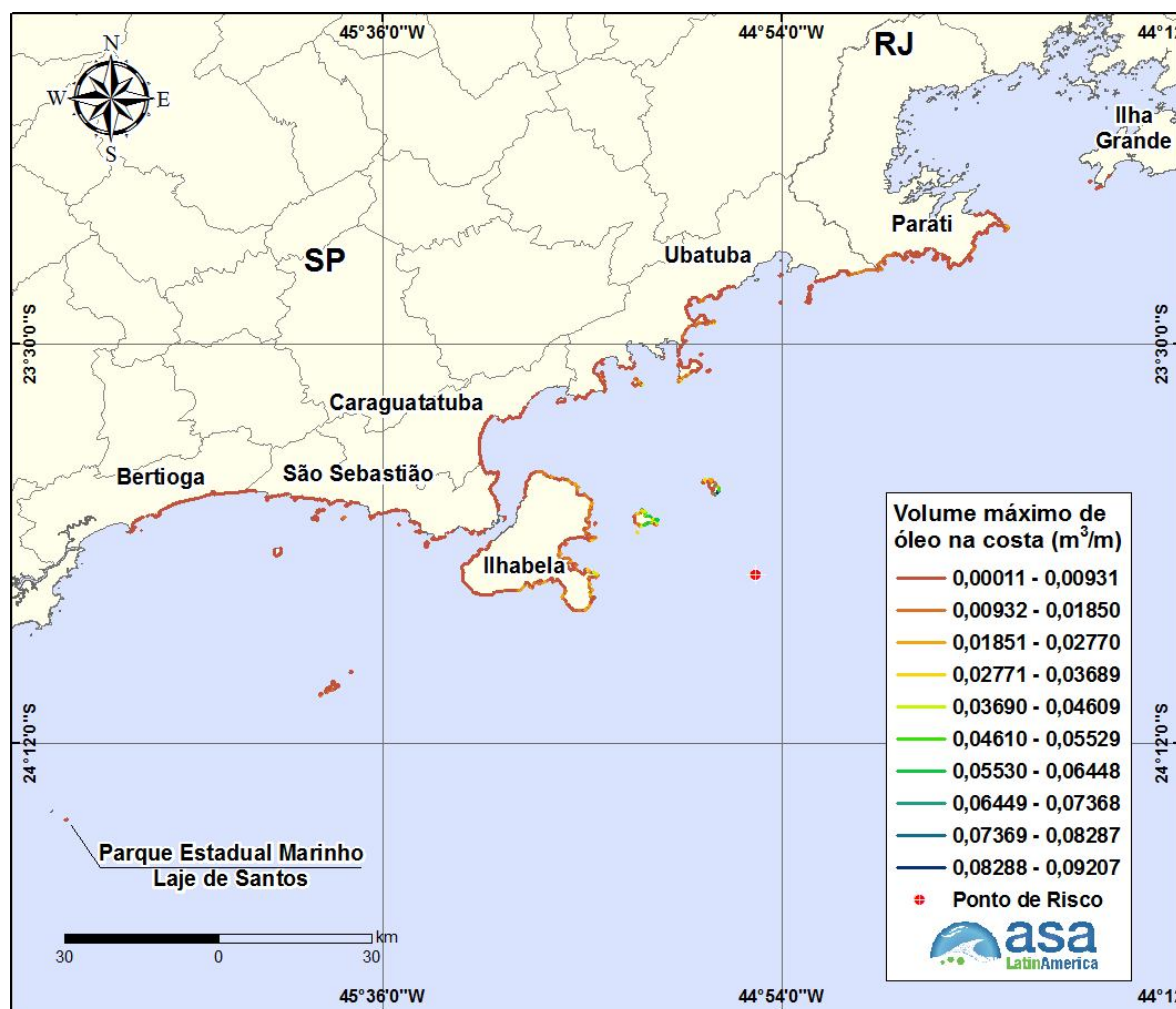 45°36'0"W
44°54'0"W
44°12
N
W
E
S
RJ
Ilha
Grande
Parati
Ubatuba
SP
23°30'0"S
23°30'0"S
Caraguatatuba
São Sebastião
Bertioga
Ilhabela
Volume máximo de
óleo na costa (m³/m)
0,00011 - 0,00931
0,00932 - 0,01850
0,01851 - 0,02770
0,02771 - 0,03689
0,03690 - 0,04609
0,04610 - 0,05529
0,05530 - 0,06448
0,06449 - 0,07368
0,07369 - 0,08287
0,08288 - 0,09207
Ponto de Risco
asa
LatinAmerica
24°12'0"S
24°12'0"S
Parque Estadual Marinho
Laje de Santos
km
30 0 30
45°36'0"W
44°54'0"W
44°1